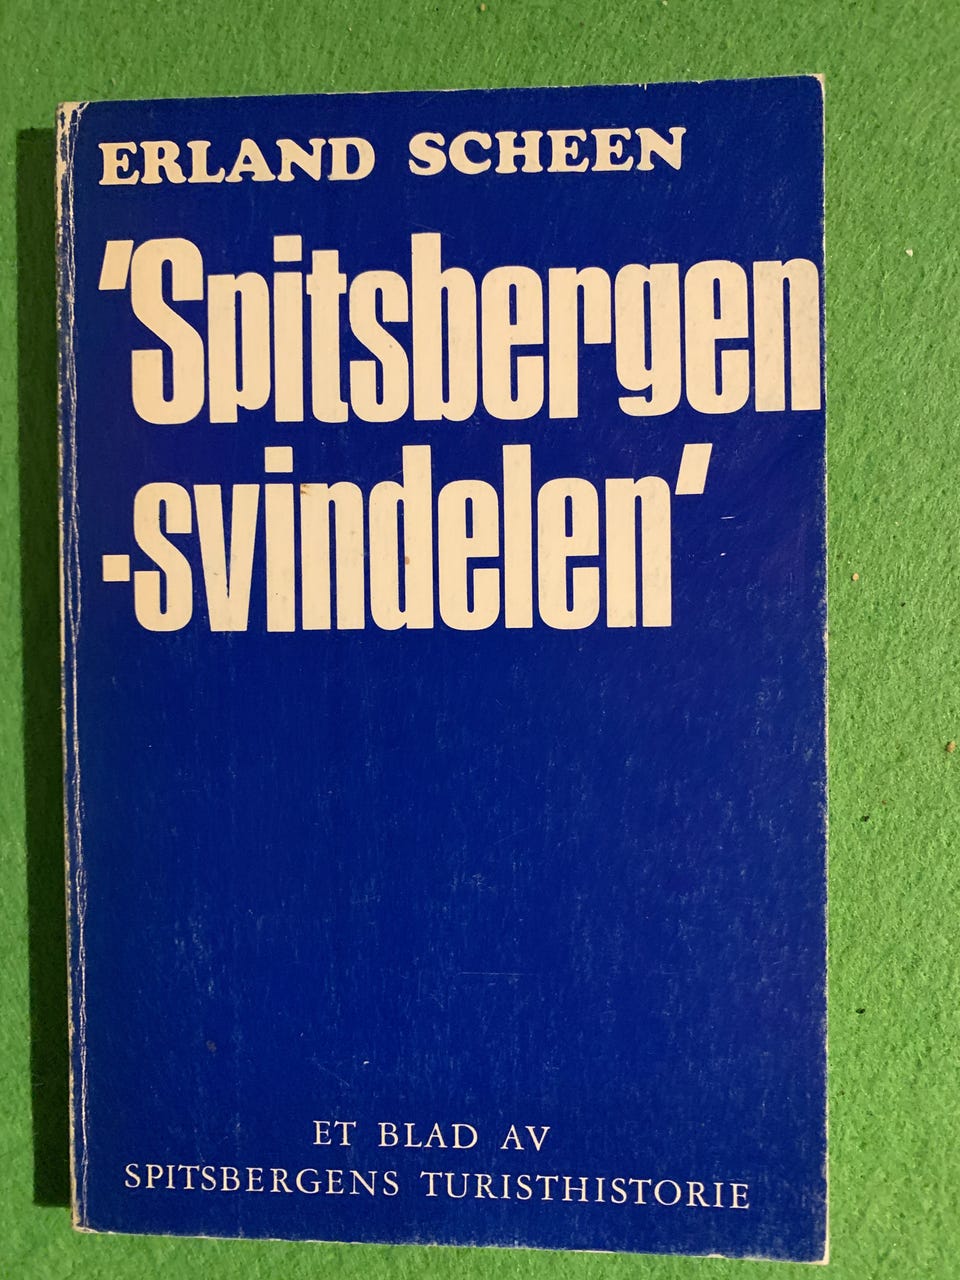 ERLAND SCHEEN
'Spitsbergen
-svindelen'
ET BLAD AV
SPITSBERGENS TURISTHISTORIE